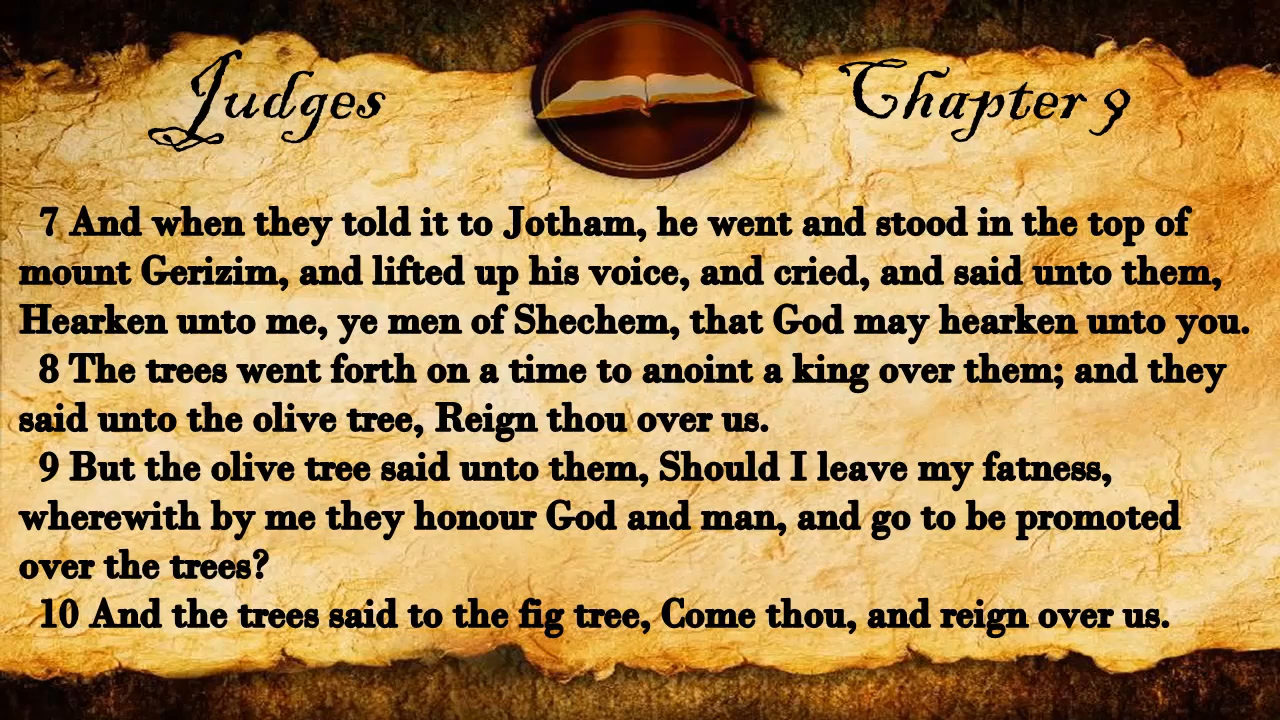 Judges
Chapter 9
7 And when they told it to Jotham, he went and stood in the top of
mount Gerizim, and lifted up his voice, and cried, and said unto them,
Hearken unto me, ye men of Shechem, that God may hearken unto you.
8 The trees went forth on a time to anoint a king over them; and they
said unto the olive tree, Reign thou over us.
9 But the olive tree said unto them, Should I leave my fatness,
wherewith by me they honour God and man, and go to be promoted
over the trees?
10 And the trees said to the fig tree, Come thou, and reign over us.